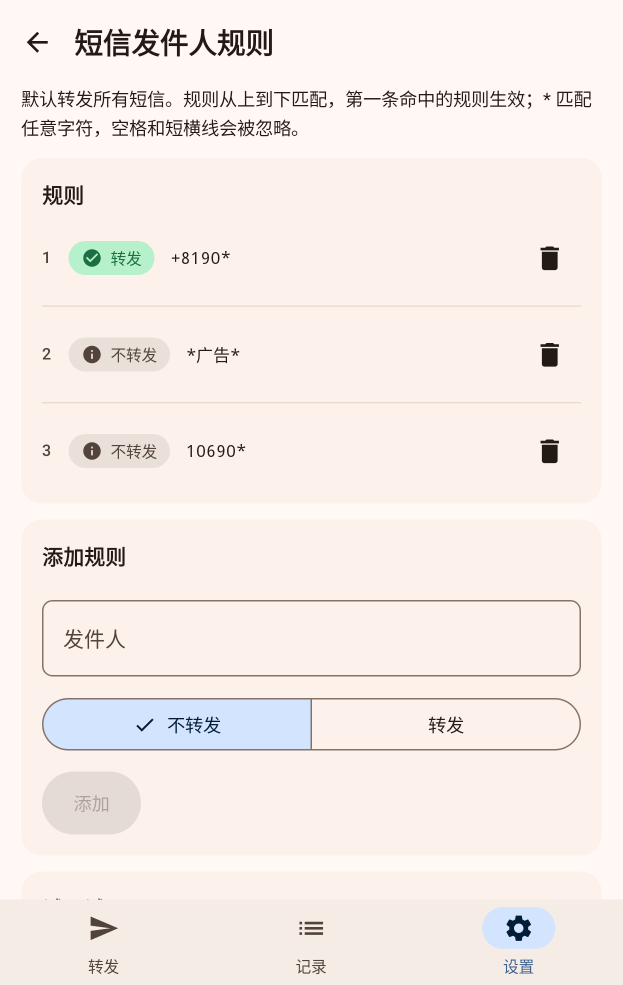 短信发件人规则
默认转发所有短信。规则从上到下匹配，第一条命中的规则生效；* 匹配
任意字符，空格和短横线会被忽略。
规则
1 转发 +8190*
2 不转发 *广告*
3 不转发 10690*
添加规则
发件人
不转发 转发
添加
转发 记录 设置